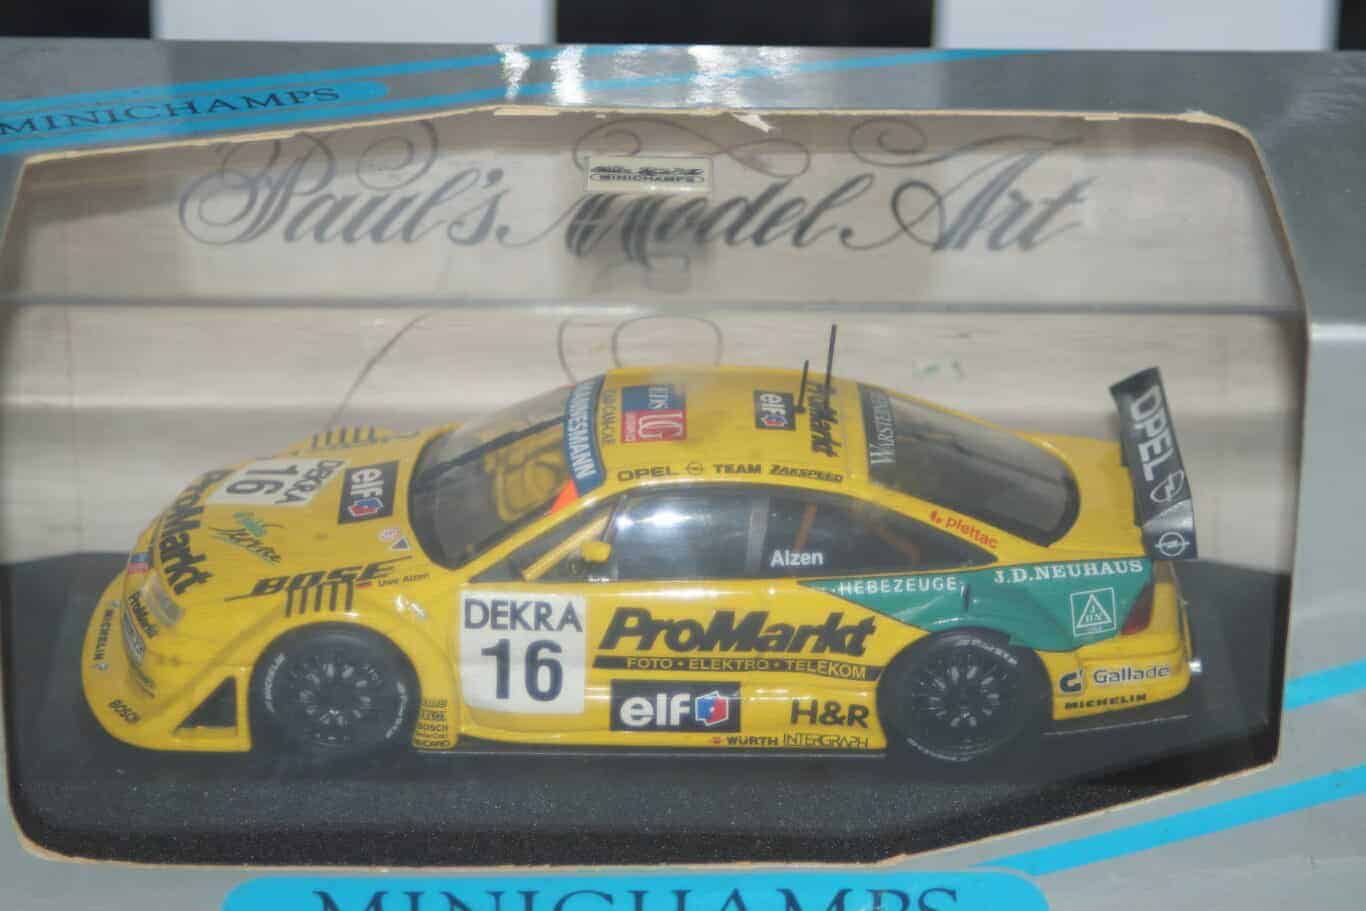 MINICHAMPS
Paul's Model Art
MINICHAMPS
MANNESMANN
elf
ProMarkt
WARSTEINER
OPEL TEAM ZAKSPEED
OPEL
DEKRA
16
elf
ProMarkt
BOSE
Uwe Alzen
plettac
Alzen
HEBEZEUGE
J.D.NEUHAUS
ProMarkt
MICHELIN
BOSCH
DEKRA
16
ProMarkt
FOTO • ELEKTRO • TELEKOM
elf
H&R
WÜRTH INTERGRAPH
BOSCH
Gallade
MICHELIN
MINICHAMPS